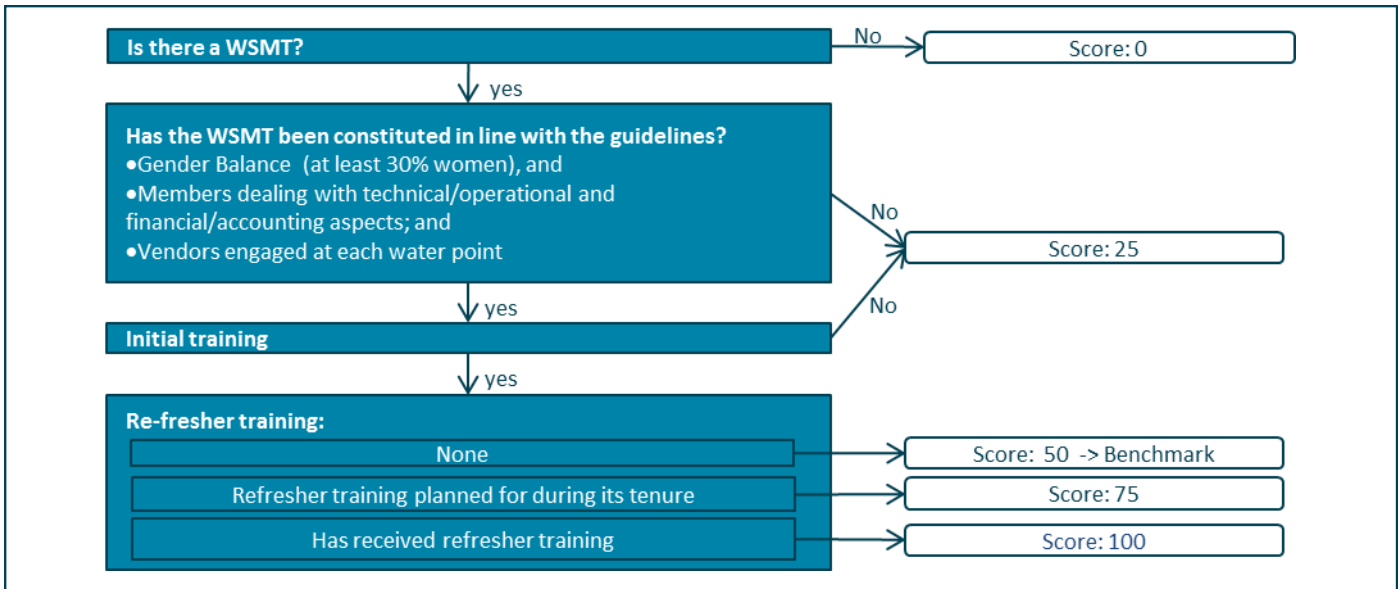 Is there a WSMT?
No
Score: 0
yes
Has the WSMT been constituted in line with the guidelines?
•Gender Balance (at least 30% women), and
•Members dealing with technical/operational and
financial/accounting aspects; and
•Vendors engaged at each water point
No
Score: 25
yes
No
Initial training
yes
Re-fresher training:
None
Score: 50 -> Benchmark
Refresher training planned for during its tenure
Score: 75
Has received refresher training
Score: 100